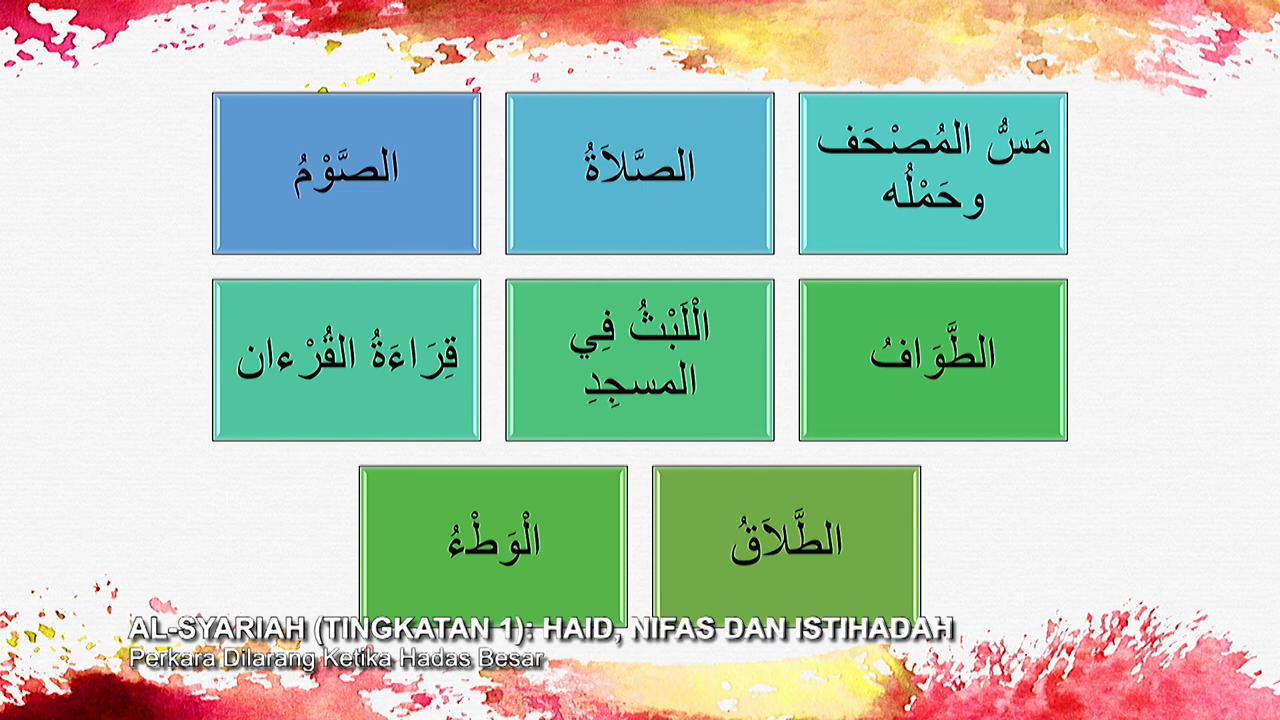 مَسُّ المُصْحَف
وحَمْلُه
الصَّلاَةُ
الصَّوْمُ
الطَّوَافُ
الْلَبْثُ فِي
المسجِدِ
قِرَاءَةُ القُرْءان
الطَّلاَقُ
الْوَطْءُ
AL-SYARIAH (TINGKATAN 1): HAID, NIFAS DAN ISTIHADAH
Perkara Dilarang Ketika Hadas Besar